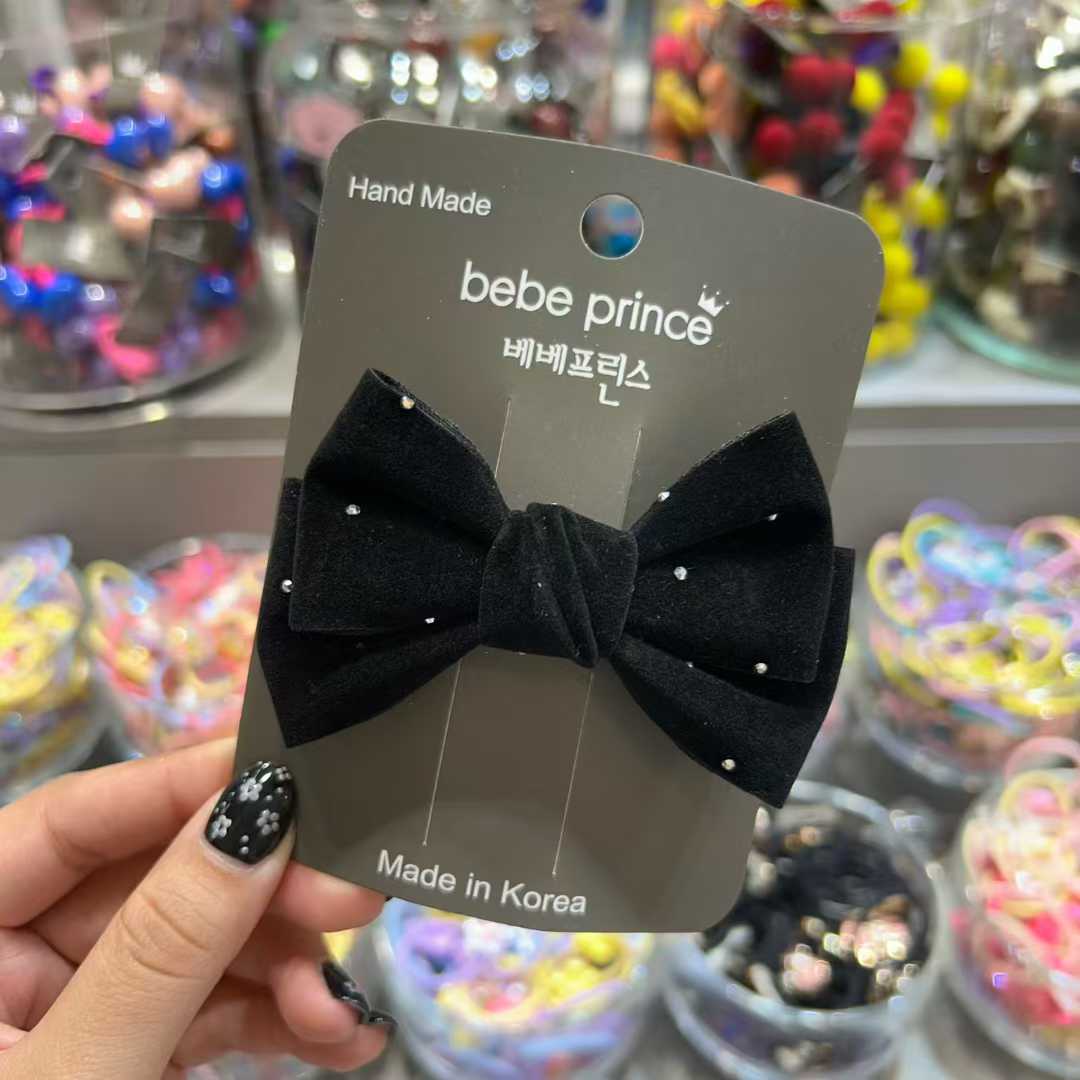 Hand Made
bebe prince
베베프린스
Made in Korea